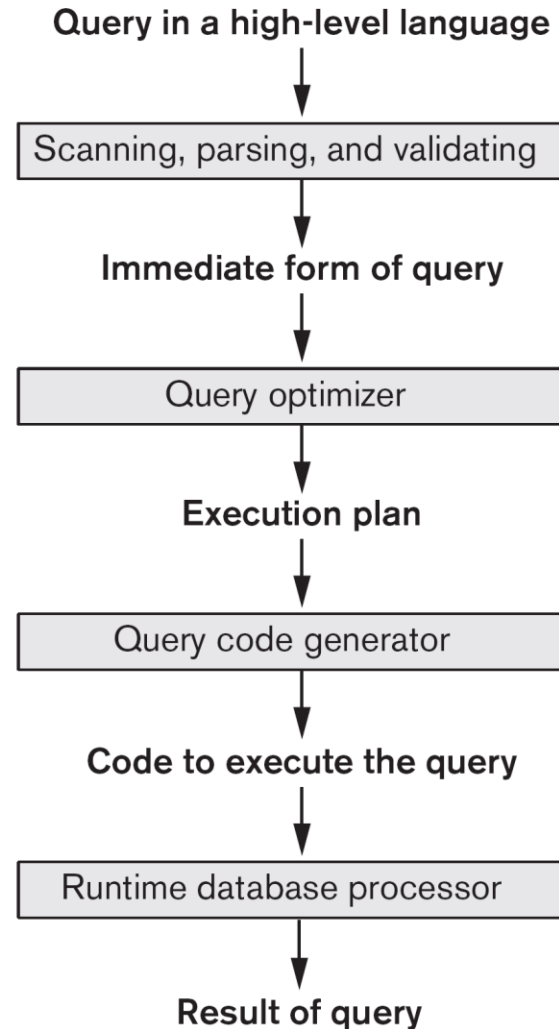 Query in a high-level language
Scanning, parsing, and validating
Immediate form of query
Query optimizer
Execution plan
Query code generator
Code to execute the query
Runtime database processor
Result of query